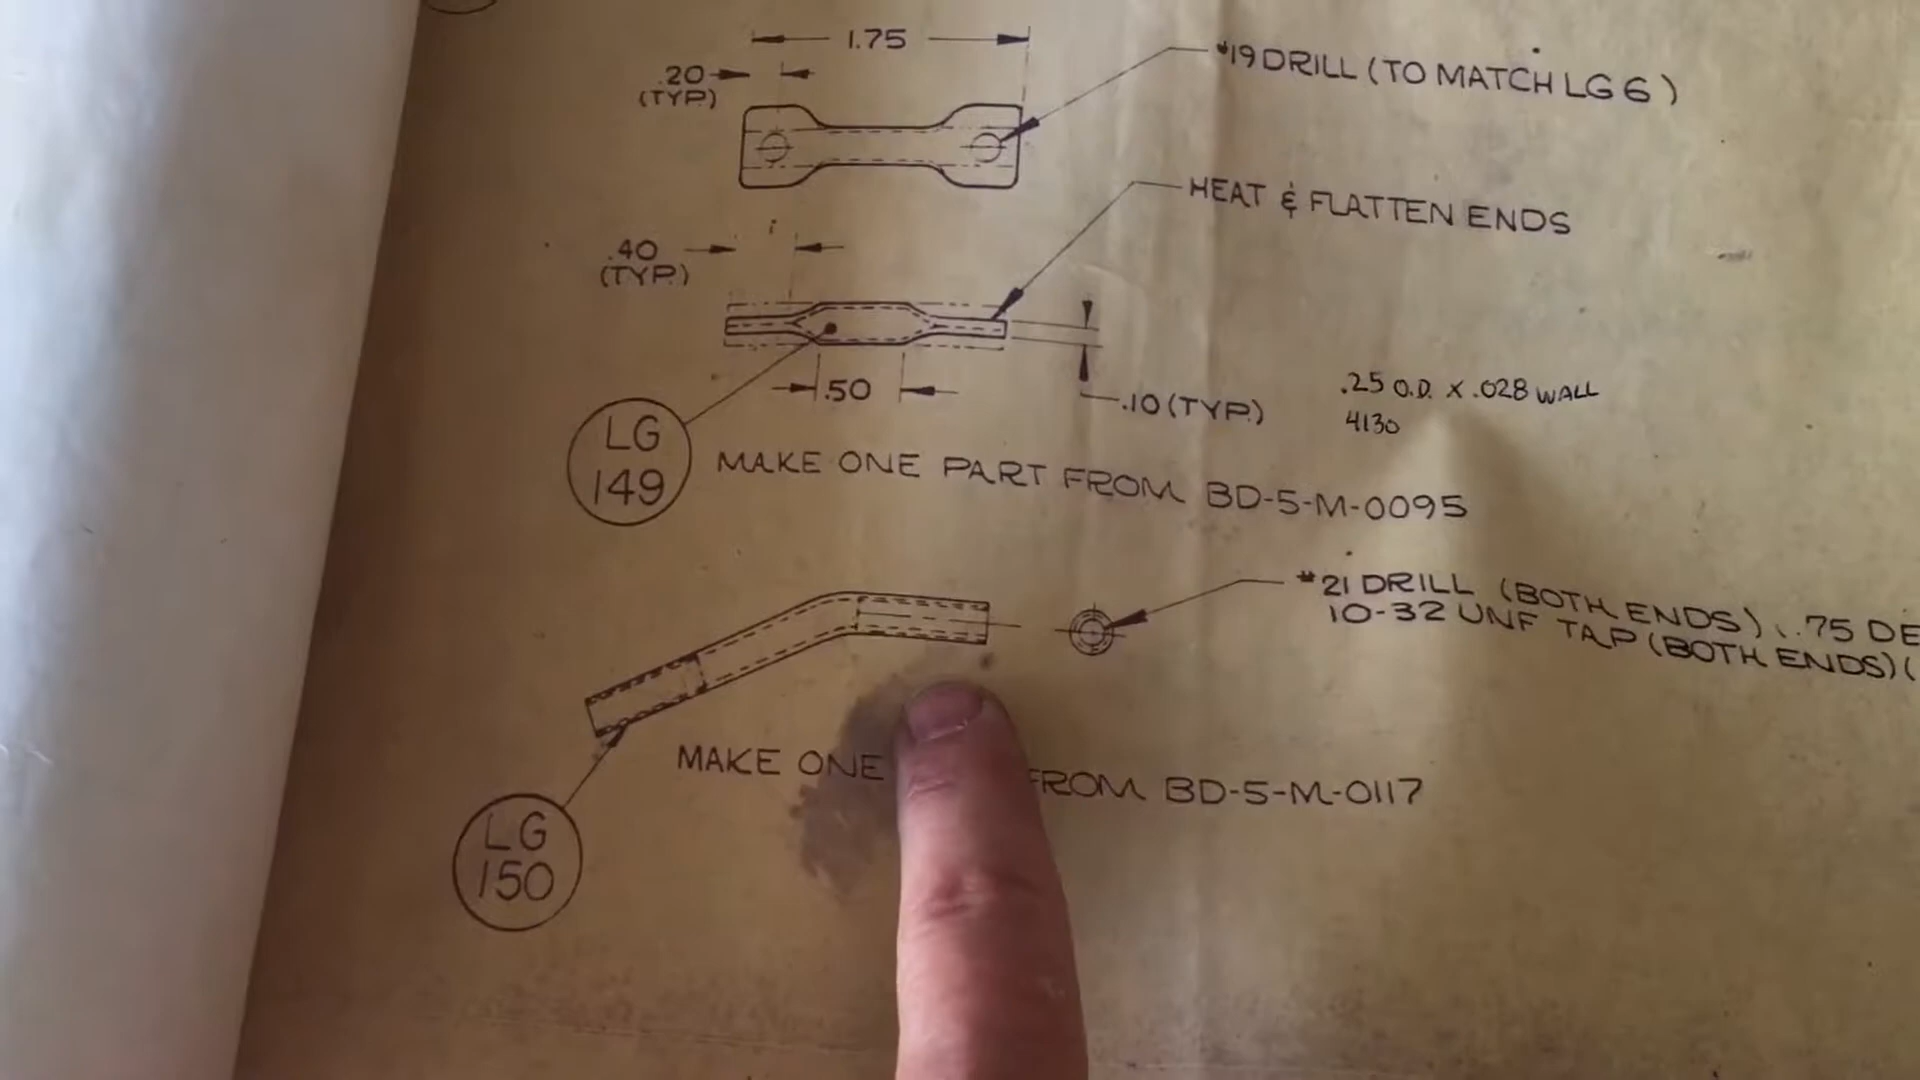 1.75
.20
(TYP.)
#19 DRILL (TO MATCH LG 6)
HEAT & FLATTEN ENDS
.40
(TYP.)
.50
.10 (TYP.)
.25 O.D. X .028 WALL
4130
LG
149
MAKE ONE PART FROM BD-5-M-0095
#21 DRILL (BOTH ENDS) (.75 DE
10-32 UNF TAP (BOTH ENDS) (
MAKE ONE FROM BD-5-M-0117
LG
150